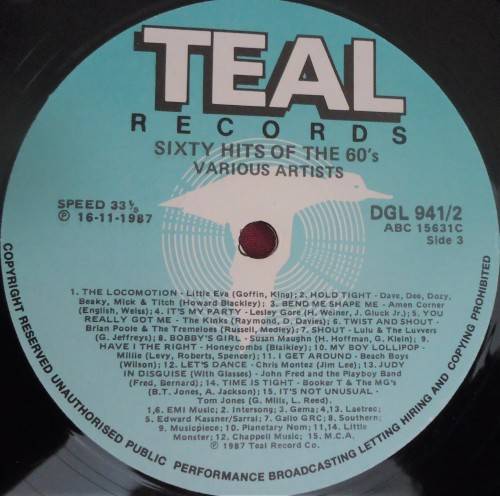 TEAL
RECORDS
SIXTY HITS OF THE 60's
VARIOUS ARTISTS
SPEED 33⅓
℗ 16-11-1987
DGL 941/2
ABC 15631C
Side 3
1. THE LOCOMOTION - Little Eva (Goffin, King); 2. HOLD TIGHT - Dave, Dee, Dozy,
Beaky, Mick & Titch (Howard Blackley); 3. BEND ME SHAPE ME - Amen Corner
(English, Weiss); 4. IT'S MY PARTY - Lesley Gore (H. Weiner, J. Gluck Jr.); 5. YOU
REALLY GOT ME - The Kinks (Raymond, D. Davies); 6. TWIST AND SHOUT -
Brian Poole & The Tremeloes (Russell, Medley); 7. SHOUT - Lulu & The Luvvers
(G. Jeffreys); 8. BOBBY'S GIRL - Susan Maughn (H. Hoffman, G. Klein); 9.
HAVE I THE RIGHT - Honeycombs (Blaikley); 10. MY BOY LOLLIPOP -
Millie (Levy, Roberts, Spencer); 11. I GET AROUND - Beach Boys
(Wilson); 12. LET'S DANCE - Chris Montez (Jim Lee); 13. JUDY
IN DISGUISE (With Glasses) - John Fred and the Playboy Band
(Fred, Bernard); 14. TIME IS TIGHT - Booker T & The MG's
(B.T. Jones, A. Jackson); 15. IT'S NOT UNUSUAL -
Tom Jones (G. Mills, L. Reed).
1,6. EMI Music; 2. Intersong; 3. Gema; 4,13. Laetrec;
5. Edward Kassner/Sarral; 7. Gallo GRC; 8. Southern;
9. Musicpiece; 10. Planetary Nom; 11,14. Little
Monster; 12. Chappell Music; 15. M.C.A.
℗ 1987 Teal Record Co.
COPYRIGHT RESERVED UNAUTHORISED PUBLIC PERFORMANCE BROADCASTING LETTING HIRING AND COPYING PROHIBITED